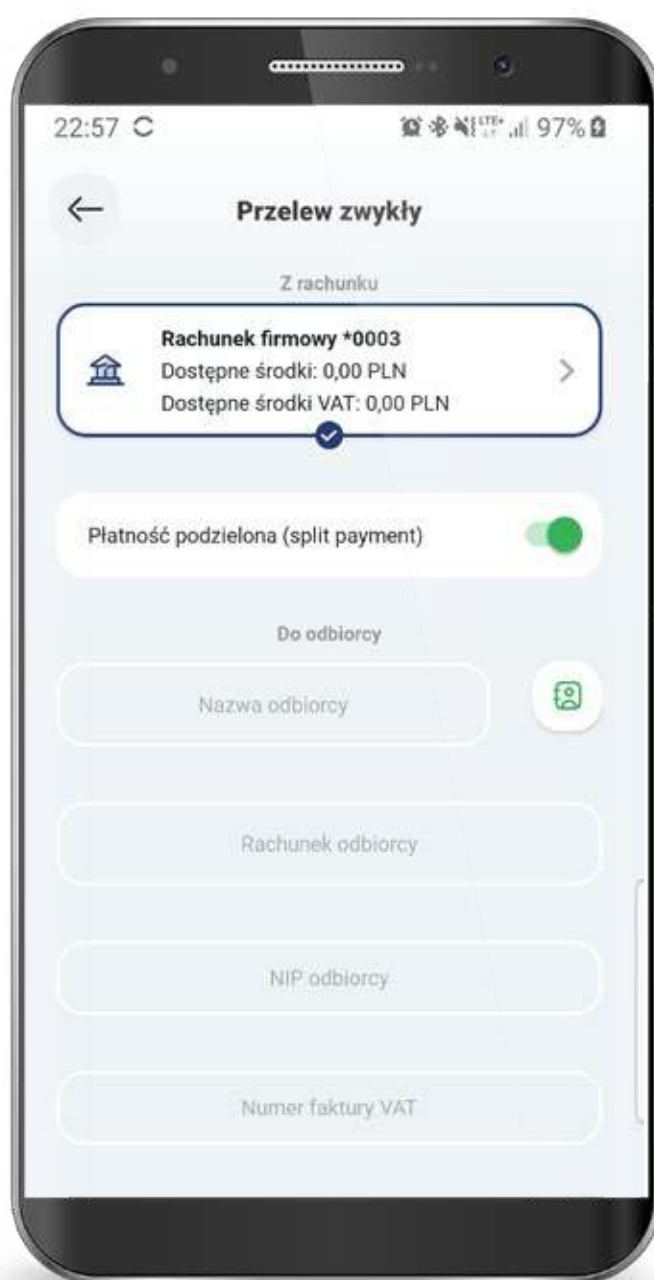 22:57
LTE+ 97%
Przelew zwykły
Z rachunku
Rachunek firmowy *0003
Dostępne środki: 0,00 PLN
Dostępne środki VAT: 0,00 PLN
Płatność podzielona (split payment)
Do odbiorcy
Nazwa odbiorcy
Rachunek odbiorcy
NIP odbiorcy
Numer faktury VAT